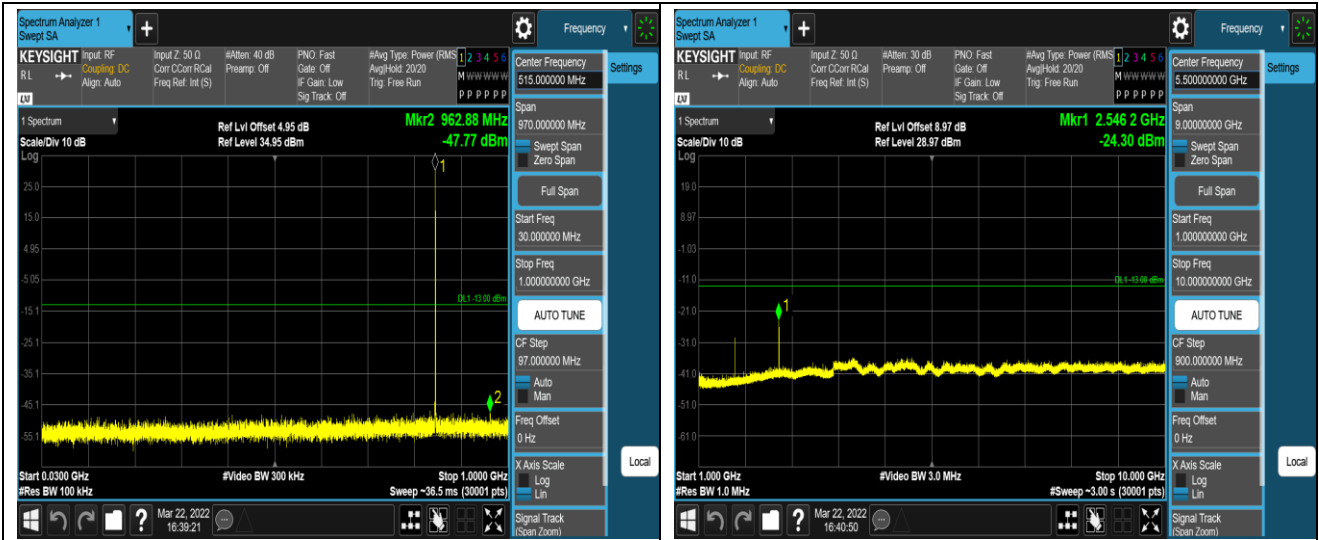 Spectrum Analyzer 1
Swept SA
+
Frequency
KEYSIGHT
RL
LXI
Input: RF
Coupling: DC
Align: Auto
Input Z: 50 Ω
Corr CCorr RCal
Freq Ref: Int (S)
#Atten: 40 dB
Preamp: Off
PNO: Fast
Gate: Off
IF Gain: Low
Sig Track: Off
#Avg Type: Power (RMS
Avg|Hold: 20/20
Trig: Free Run
1 2 3 4 5 6
M W W W W W
P P P P P P
1 Spectrum
Scale/Div 10 dB
Log
Ref Lvl Offset 4.95 dB
Ref Level 34.95 dBm
Mkr2 962.88 MHz
-47.77 dBm
25.0
15.0
4.95
-5.05
-15.1
-25.1
-35.1
-45.1
-55.1
1
DL1 -13.00 dBm
2
Start 0.0300 GHz
#Res BW 100 kHz
#Video BW 300 kHz
Stop 1.0000 GHz
Sweep ~36.5 ms (30001 pts)
Center Frequency
515.000000 MHz
Settings
Span
970.000000 MHz
Swept Span
Zero Span
Full Span
Start Freq
30.000000 MHz
Stop Freq
1.000000000 GHz
AUTO TUNE
CF Step
97.000000 MHz
Auto
Man
Freq Offset
0 Hz
X Axis Scale
Log
Lin
Local
Signal Track
(Span Zoom)
?
Mar 22, 2022
16:39:21
Spectrum Analyzer 1
Swept SA
+
Frequency
KEYSIGHT
RL
LXI
Input: RF
Coupling: DC
Align: Auto
Input Z: 50 Ω
Corr CCorr RCal
Freq Ref: Int (S)
#Atten: 30 dB
Preamp: Off
PNO: Fast
Gate: Off
IF Gain: Low
Sig Track: Off
#Avg Type: Power (RMS
Avg|Hold: 20/20
Trig: Free Run
1 2 3 4 5 6
M W W W W W
P P P P P P
1 Spectrum
Scale/Div 10 dB
Log
Ref Lvl Offset 8.97 dB
Ref Level 28.97 dBm
Mkr1 2.546 2 GHz
-24.30 dBm
19.0
8.97
-1.03
-11.0
-21.0
-31.0
-41.0
-51.0
-61.0
DL1 -13.00 dBm
1
Start 1.000 GHz
#Res BW 1.0 MHz
#Video BW 3.0 MHz
Stop 10.000 GHz
#Sweep ~3.00 s (30001 pts)
Center Frequency
5.500000000 GHz
Settings
Span
9.00000000 GHz
Swept Span
Zero Span
Full Span
Start Freq
1.000000000 GHz
Stop Freq
10.000000000 GHz
AUTO TUNE
CF Step
900.000000 MHz
Auto
Man
Freq Offset
0 Hz
X Axis Scale
Log
Lin
Local
Signal Track
(Span Zoom)
?
Mar 22, 2022
16:40:50